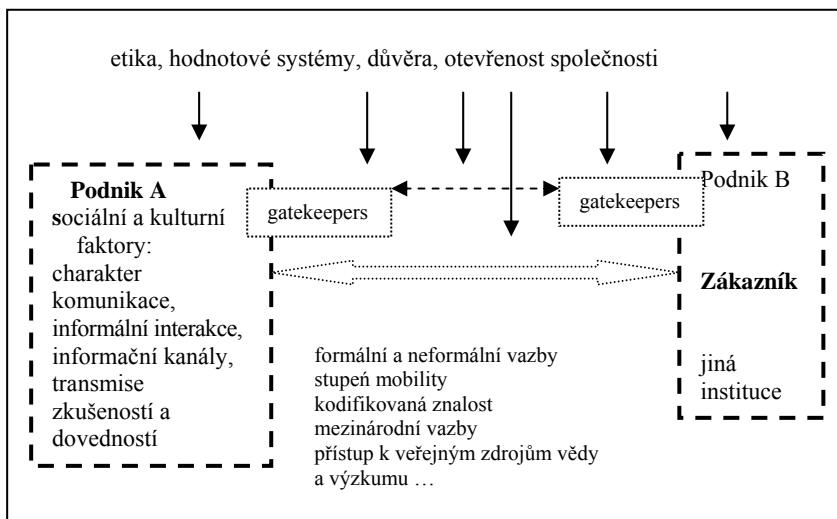 etika, hodnotové systémy, důvěra, otevřenost společnosti
Podnik A
sociální a kulturní
faktory:
charakter
komunikace,
informální interakce,
informační kanály,
transmise
zkušeností a
dovedností
gatekeepers
gatekeepers
Podnik B
Zákazník
jiná
instituce
formální a neformální vazby
stupeň mobility
kodifikovaná znalost
mezinárodní vazby
přístup k veřejným zdrojům vědy
a výzkumu …